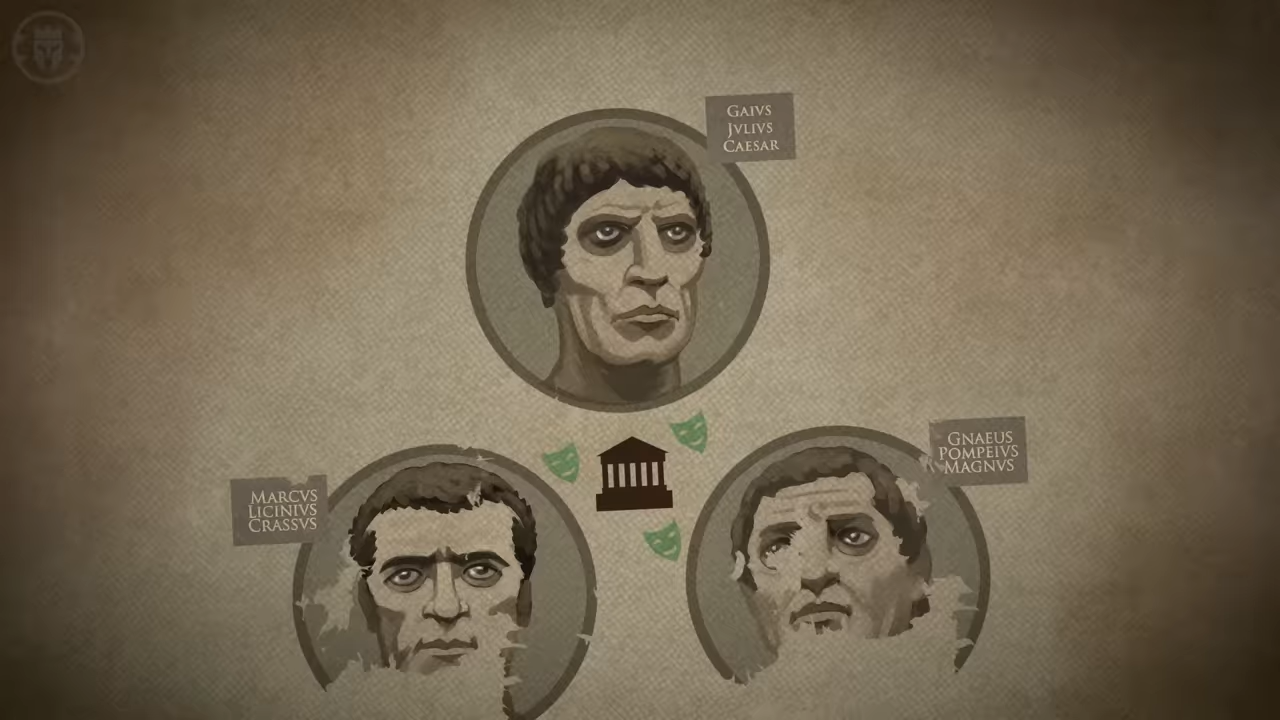 GAIVS
JVLIVS
CAESAR
GNAEUS
POMPEIVS
MAGNVS
MARCVS
LICINIVS
CRASSVS